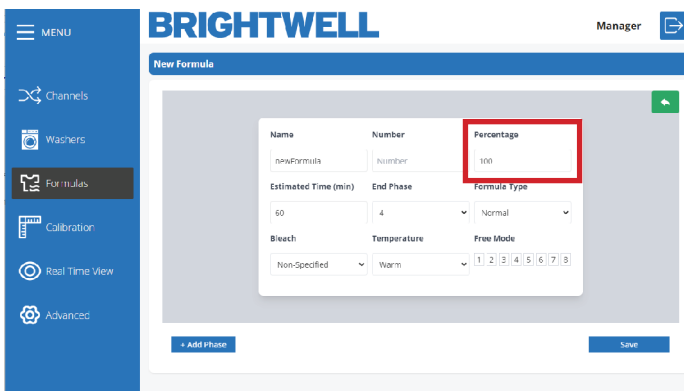 MENU
BRIGHTWELL
Manager
New Formula
Channels
Washers
Formulas
Calibration
Real Time View
Advanced
Name Number Percentage
newFormula Number 100
Estimated Time (min) End Phase Formula Type
60 4 Normal
Bleach Temperature Free Mode
Non-Specified Warm 1 2 3 4 5 6 7 8
+ Add Phase Save